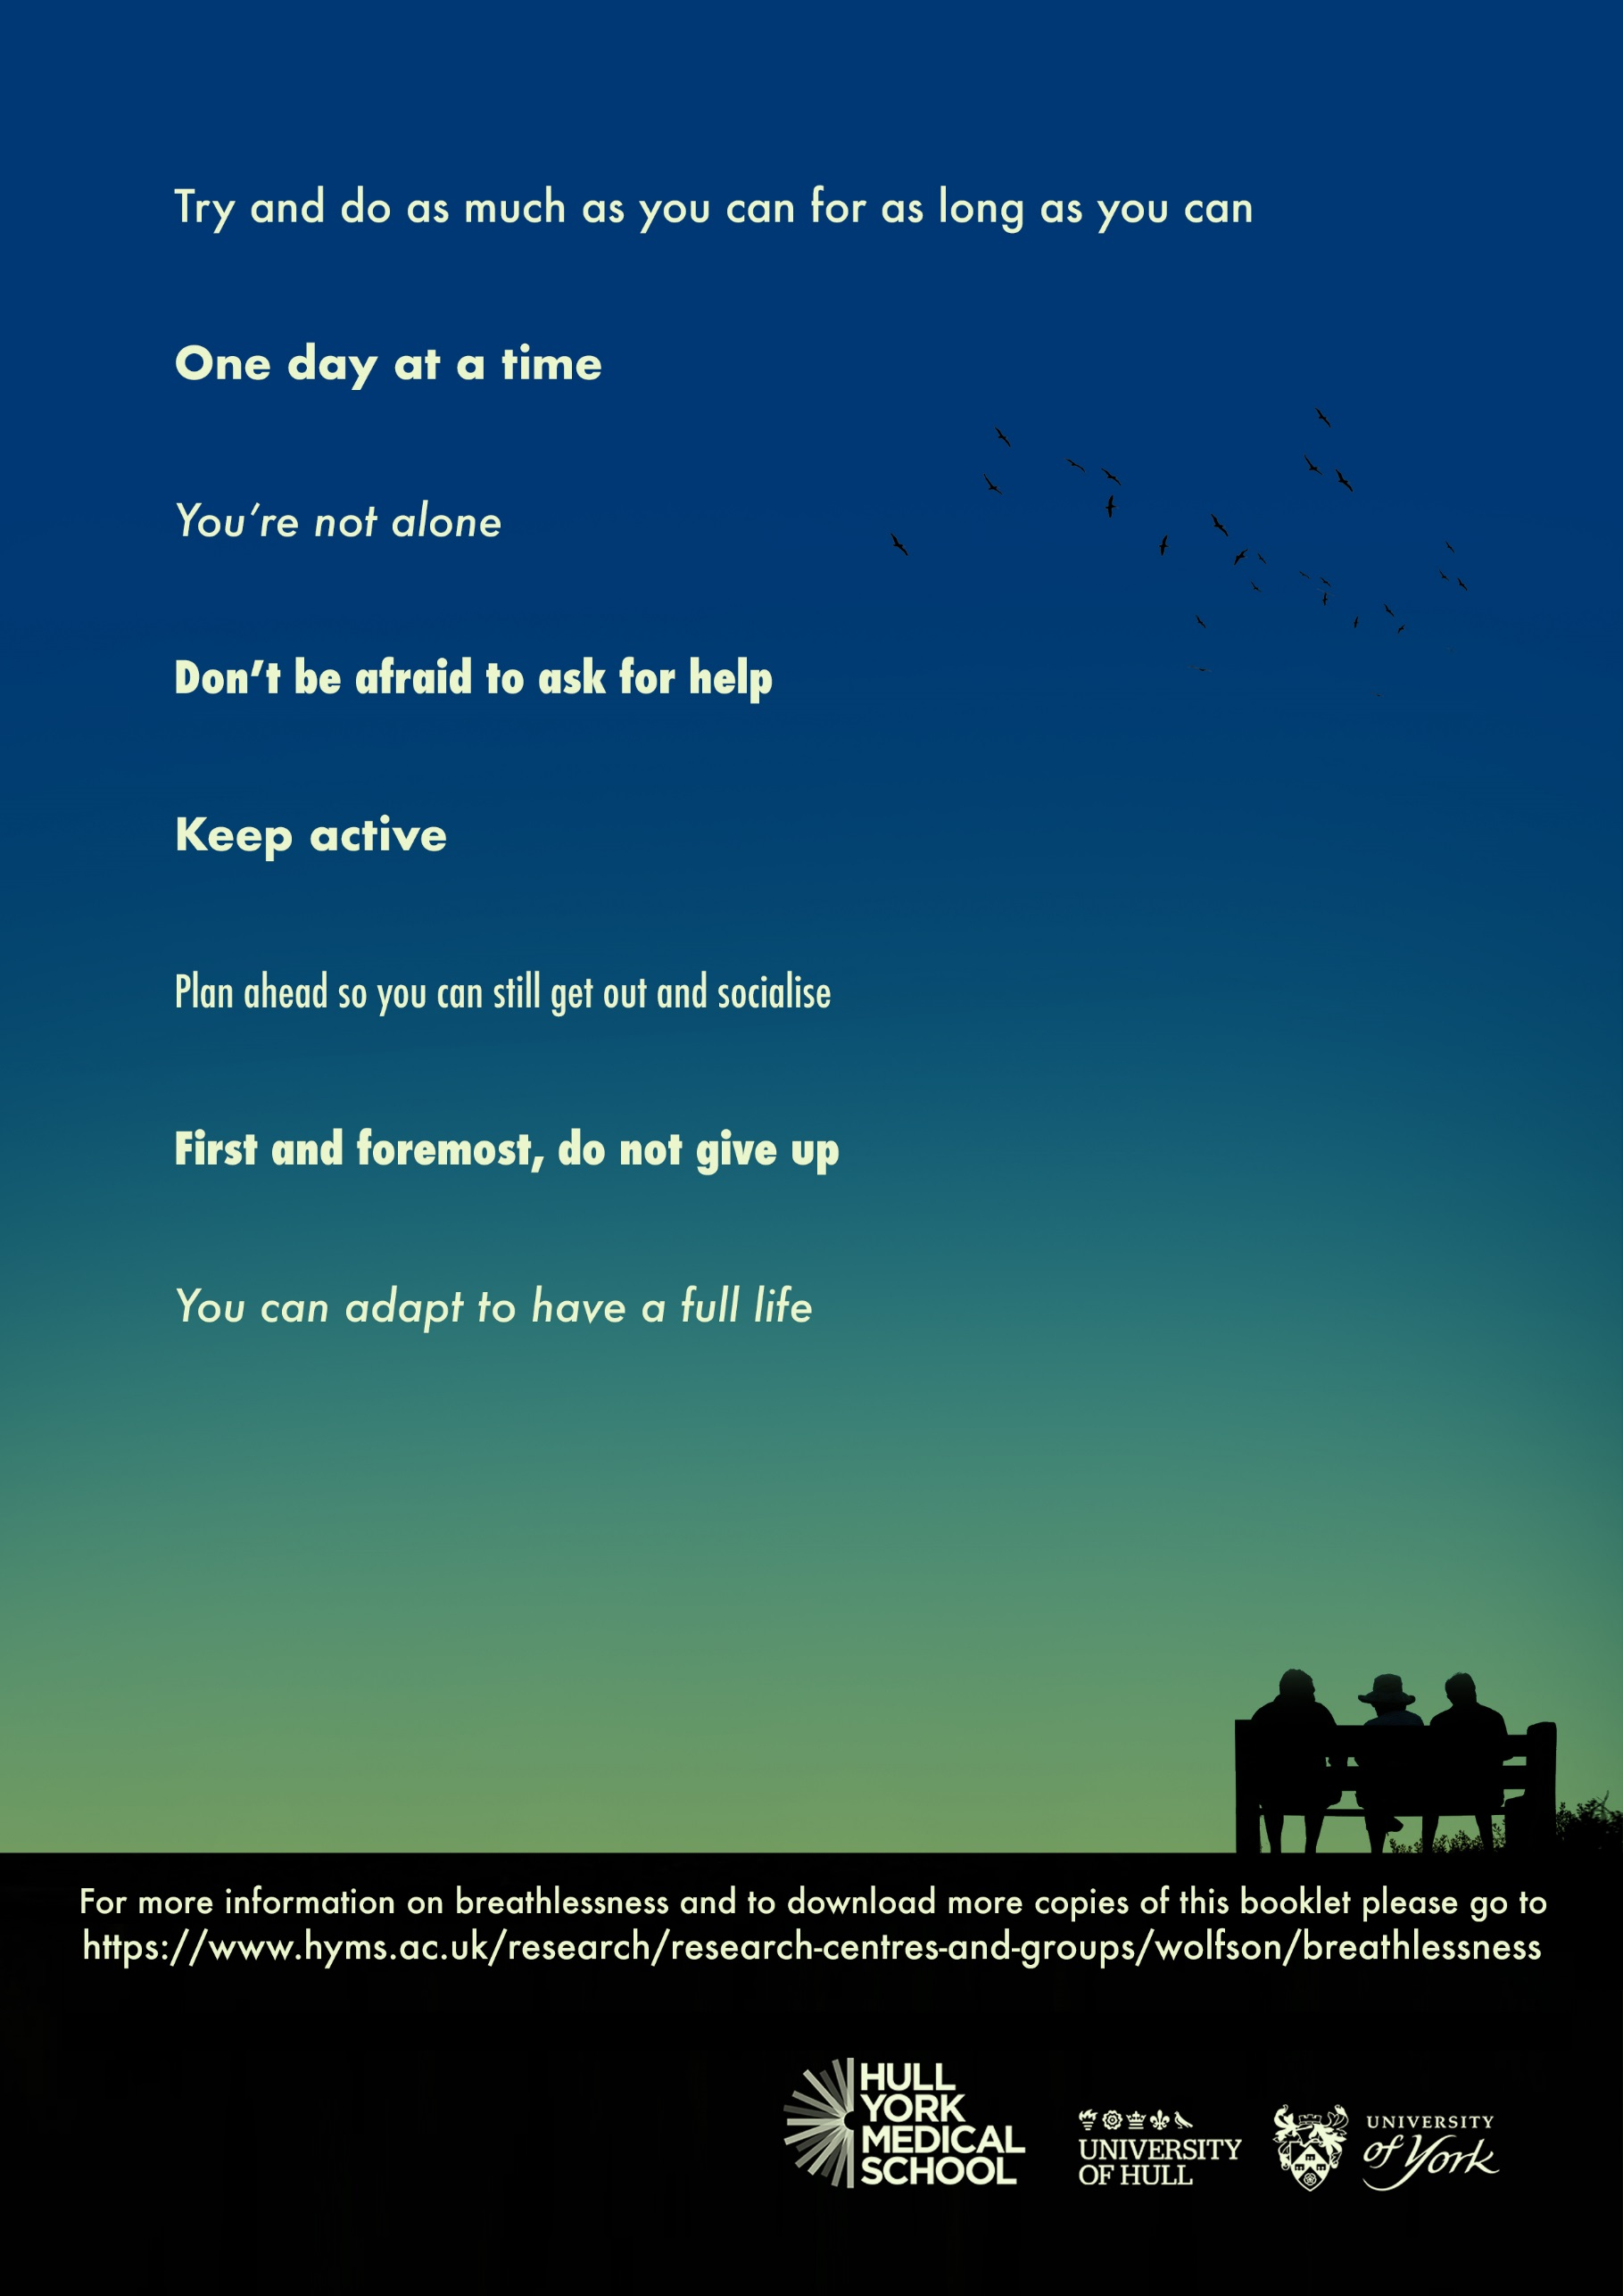 Try and do as much as you can for as long as you can
One day at a time
You’re not alone
Don’t be afraid to ask for help
Keep active
Plan ahead so you can still get out and socialise
First and foremost, do not give up
You can adapt to have a full life
For more information on breathlessness and to download more copies of this booklet please go to
https://www.hyms.ac.uk/research/research-centres-and-groups/wolfson/breathlessness
HULL
YORK
MEDICAL
SCHOOL
UNIVERSITY
OF HULL
UNIVERSITY
of York